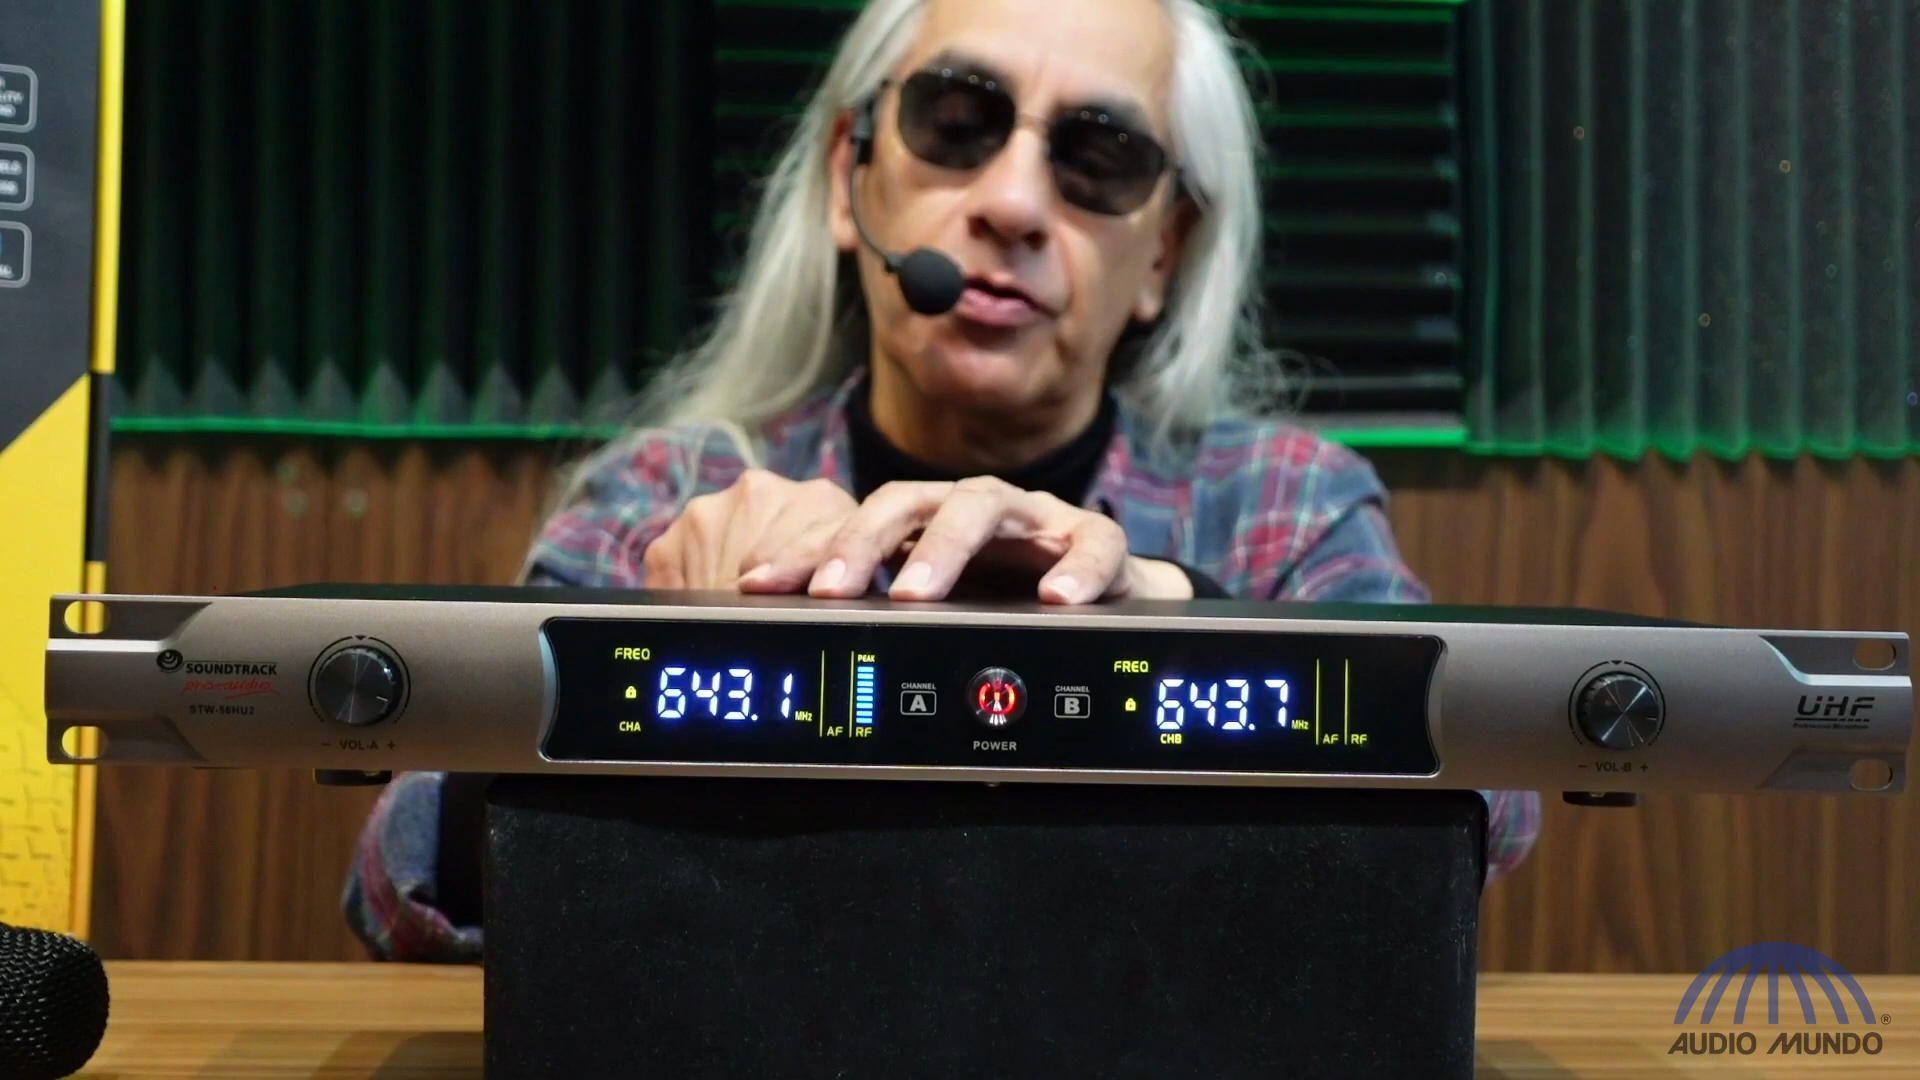 SOUNDTRACK
pro-audio
STW-56HU2
- VOL-A +
FREQ
643.1 MHz
CHA
AF RF
PEAK
CHANNEL
A
POWER
CHANNEL
B
FREQ
643.7 MHz
CHB
AF RF
- VOL-B +
UHF
AUDIO MUNDO ®